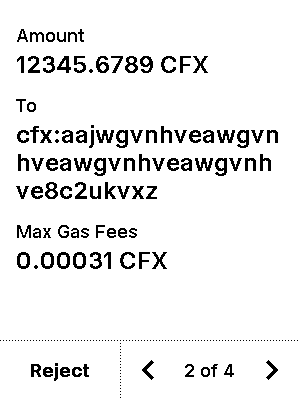 Amount
12345.6789 CFX
To
cfx:aajwgvnhveawgvn
hveawgvnhveawgvnh
ve8c2ukvxz
Max Gas Fees
0.00031 CFX
Reject
2 of 4